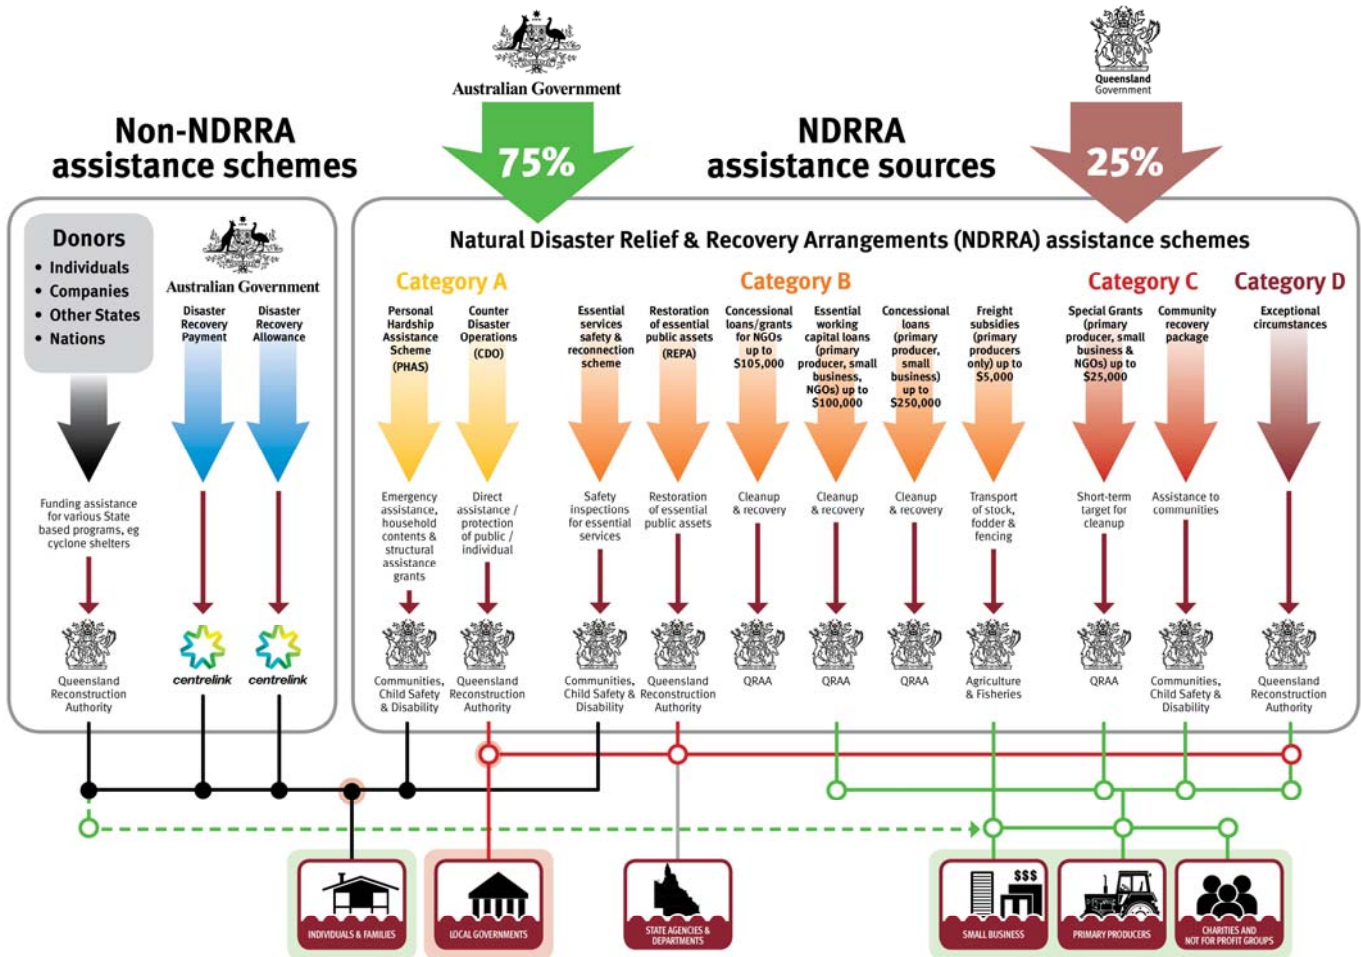 Australian Government
Queensland
Government
Non-NDRRA
assistance schemes
75%
NDRRA
assistance sources
25%
Donors
• Individuals
• Companies
• Other States
• Nations
Australian Government
Disaster
Recovery
Payment
Disaster
Recovery
Allowance
Funding assistance
for various State
based programs, eg
cyclone shelters
Queensland
Reconstruction
Authority
centrelink
centrelink
Natural Disaster Relief & Recovery Arrangements (NDRRA) assistance schemes
Category A
Personal
Hardship
Assistance
Scheme
(PHAS)
Counter
Disaster
Operations
(CDO)
Emergency
assistance,
household
contents &
structural
assistance
grants
Direct
assistance /
protection
of public /
individual
Communities,
Child Safety
& Disability
Queensland
Reconstruction
Authority
Category B
Essential
services
safety &
reconnection
scheme
Restoration
of essential
public assets
(REPA)
Concessional
loans/grants
for NGOs
up to
$105,000
Essential
working
capital loans
(primary
producer, small
business,
NGOs) up to
$100,000
Concessional
loans (primary
producer,
small
business)
up to
$250,000
Freight
subsidies
(primary
producers
only) up to
$5,000
Safety
inspections
for essential
services
Restoration
of essential
public assets
Cleanup
& recovery
Cleanup
& recovery
Cleanup
& recovery
Transport
of stock,
fodder &
fencing
Communities,
Child Safety &
Disability
Queensland
Reconstruction
Authority
QRAA
QRAA
QRAA
Agriculture
& Fisheries
Category C
Special Grants
(primary
producer, small
business &
NGOs) up to
$25,000
Community
recovery
package
Short-term
target for
cleanup
Assistance to
communities
QRAA
Communities,
Child Safety &
Disability
Category D
Exceptional
circumstances
Queensland
Reconstruction
Authority
INDIVIDUALS & FAMILIES
LOCAL GOVERNMENTS
STATE AGENCIES &
DEPARTMENTS
$$$
SMALL BUSINESS
PRIMARY PRODUCERS
CHARITIES AND
NOT FOR PROFIT GROUPS